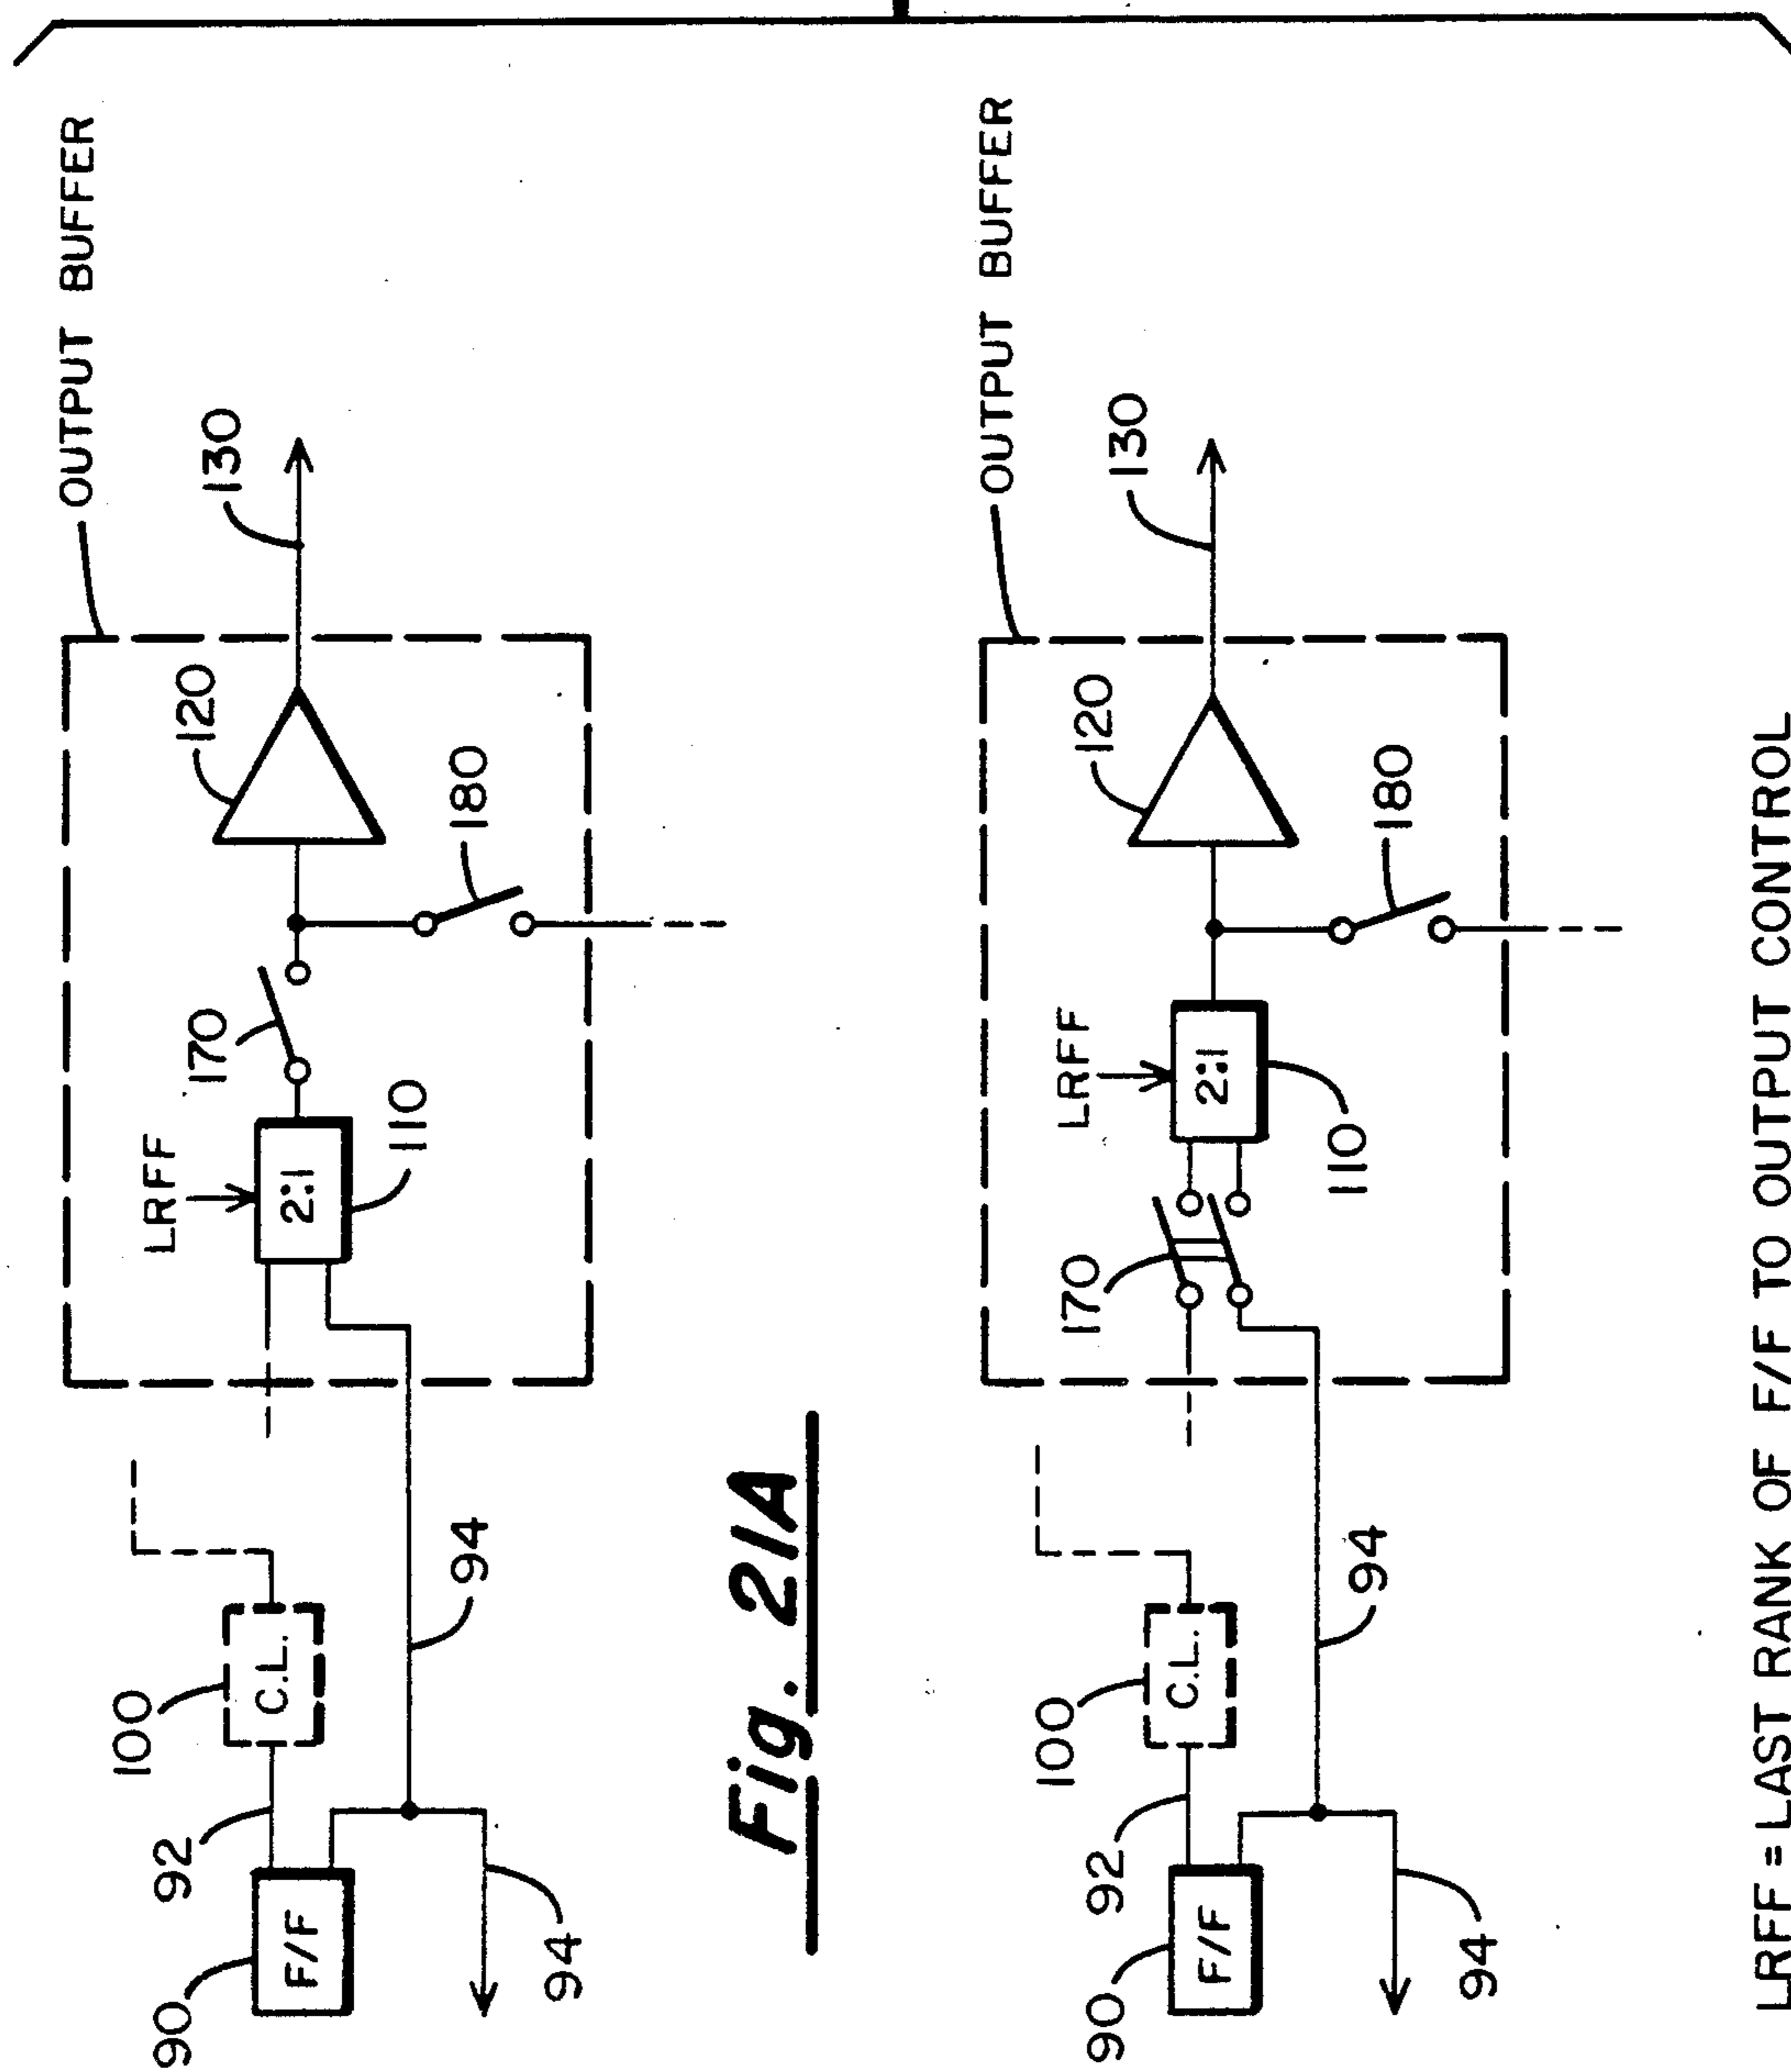 OUTPUT BUFFER
130
120
180
170
LRFF
2:1
110
100
C.L.
92
94
90
F/F
94
Fig. 21A
OUTPUT BUFFER
130
120
180
LRFF
2:1
110
170
100
C.L.
92
94
90
F/F
94
LRFF = LAST RANK OF F/F TO OUTPUT CONTROL